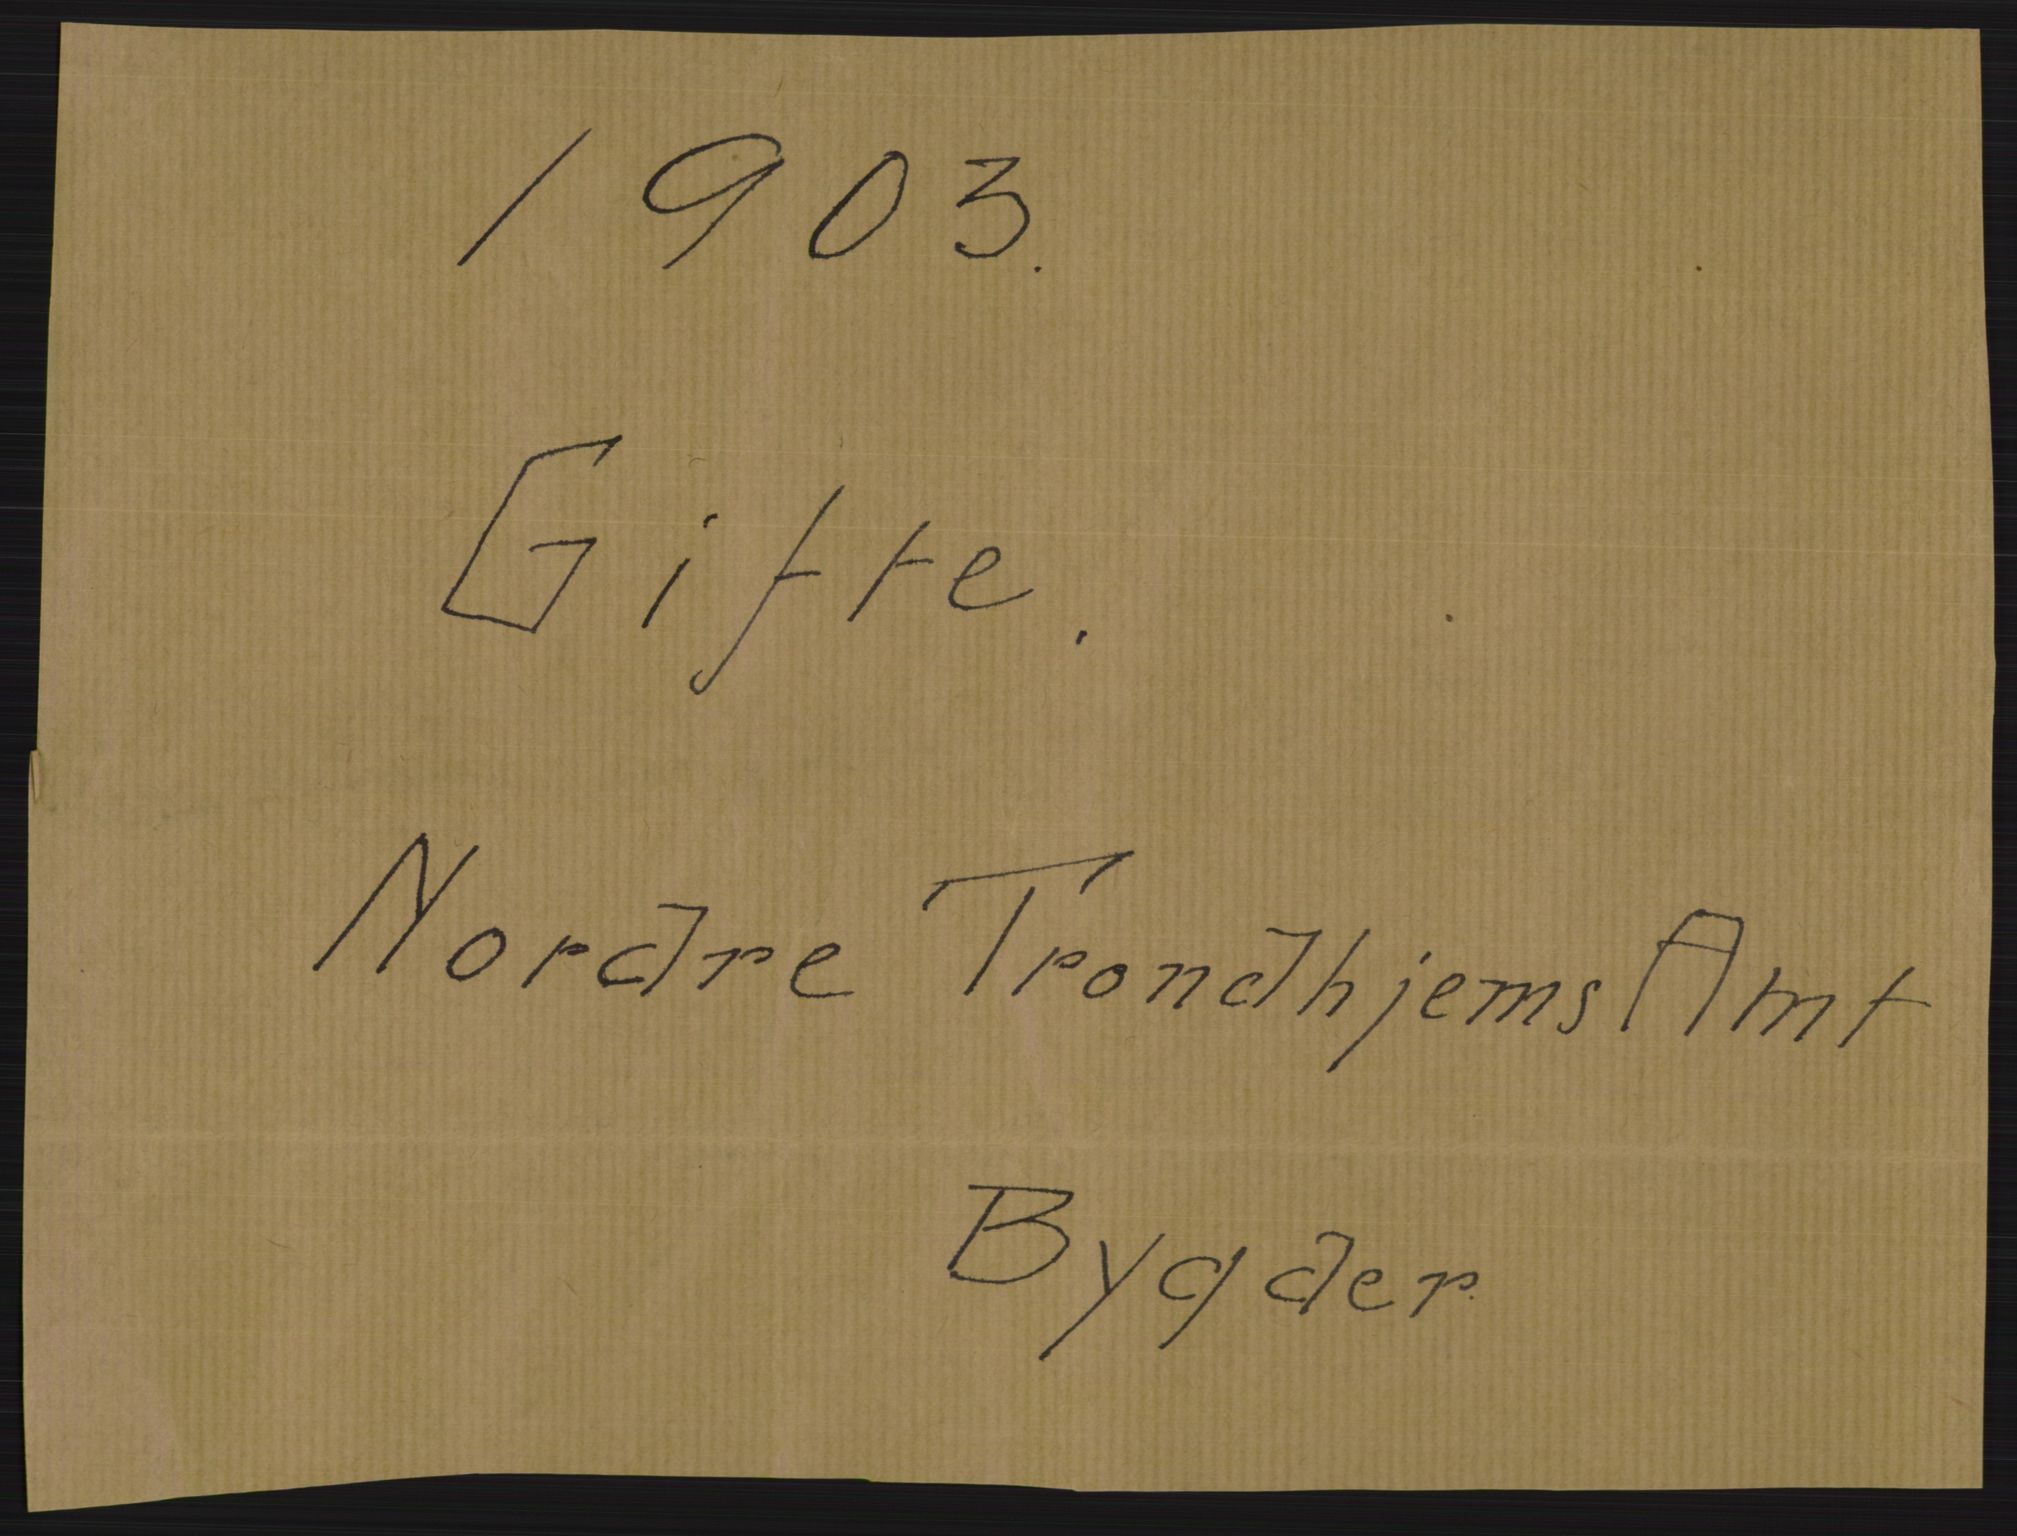 1903.
Gifte.
Nordre Trondhjems Amt
Bygder.